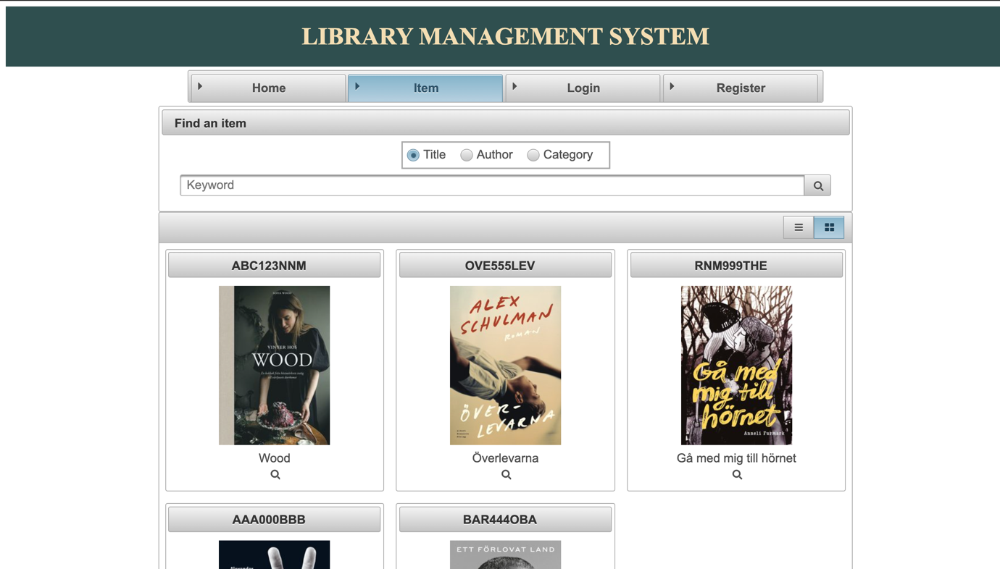 LIBRARY MANAGEMENT SYSTEM
Home Item Login Register
Find an item
Title Author Category
Keyword
ABC123NNM OVE555LEV RNM999THE
VINTER HOS
WOOD
ALEX
SCHULMAN
ROMAN
ÖVER-
LEVARNA
Gå med
mig till
hörnet
Anneli Furmark
Wood Överlevarna Gå med mig till hörnet
AAA000BBB BAR444OBA
Alexander
ETT FÖRLOVAT LAND